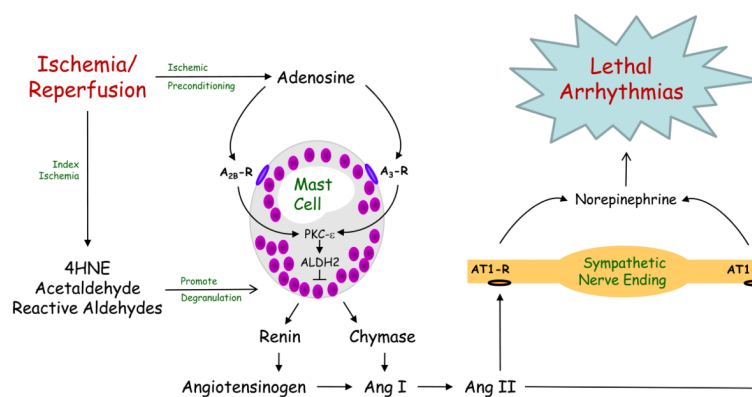 Ischemia/
Reperfusion
Ischemic
Preconditioning
Adenosine
Lethal
Arrhythmias
Index
Ischemia
A2B-R
A3-R
Mast
Cell
PKC-ε
ALDH2
Norepinephrine
4HNE
Acetaldehyde
Reactive Aldehydes
Promote
Degranulation
AT1-R
Sympathetic
Nerve Ending
AT1
Renin
Chymase
Angiotensinogen
Ang I
Ang II